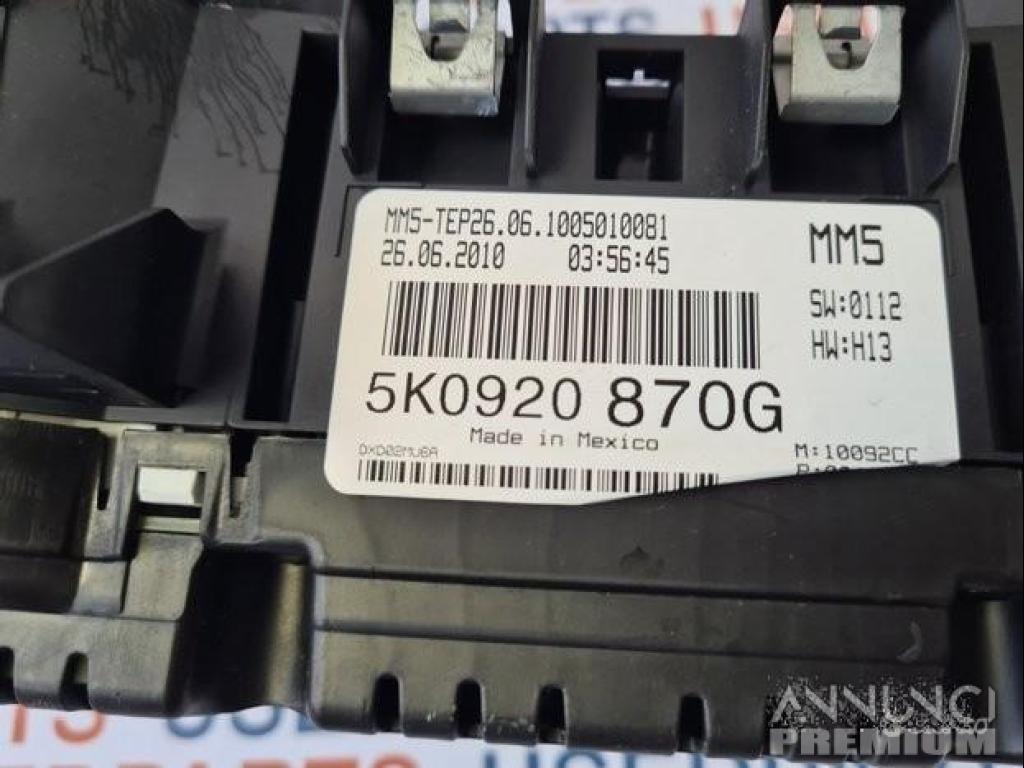 MM5-TEP26.06.1005010081
26.06.2010 03:56:45
MM5
SW:0112
HW:H13
5K0920 870G
Made in Mexico
DXD02MU6A
M:10092CC
ANNUNCI
PREMIUM